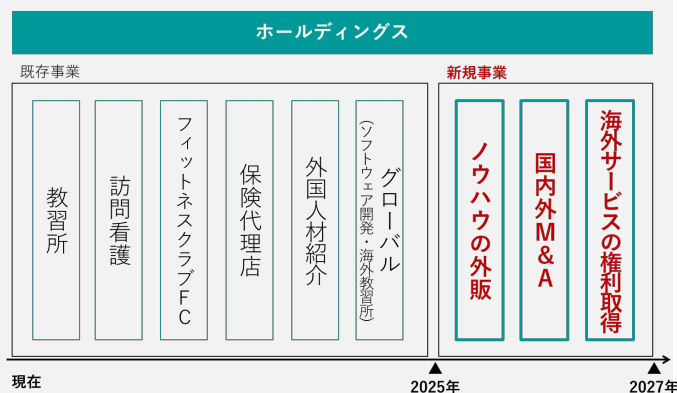 ホールディングス
既存事業
新規事業
教習所
訪問看護
フィットネスクラブFC
保険代理店
外国人材紹介
グローバル
(ソフトウェア開発・海外教習所)
ノウハウの外販
国内外M&A
海外サービスの権利取得
現在
2025年
2027年